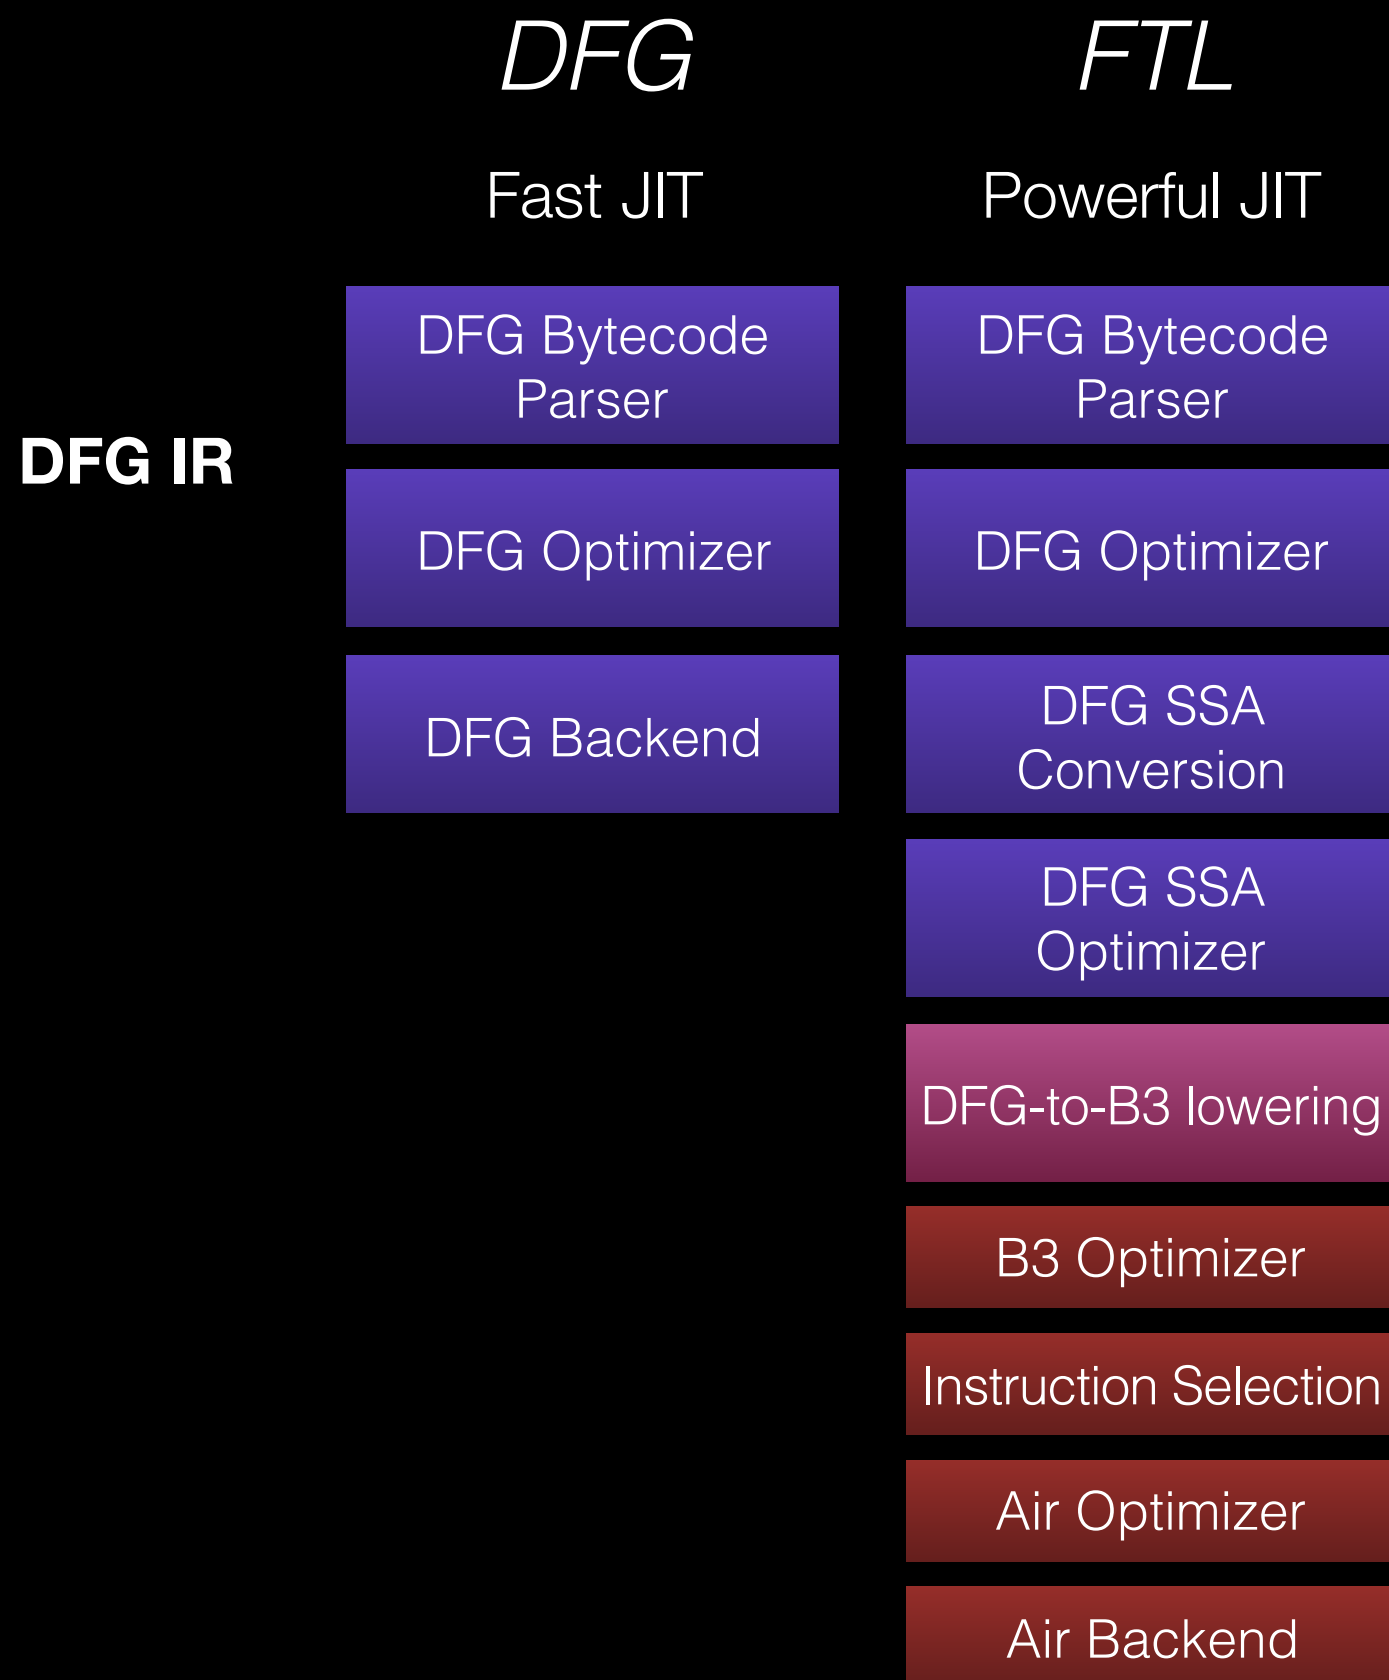 DFG
FTL
Fast JIT
Powerful JIT
DFG IR
DFG Bytecode
Parser
DFG Optimizer
DFG Backend
DFG Bytecode
Parser
DFG Optimizer
DFG SSA
Conversion
DFG SSA
Optimizer
DFG-to-B3 lowering
B3 Optimizer
Instruction Selection
Air Optimizer
Air Backend